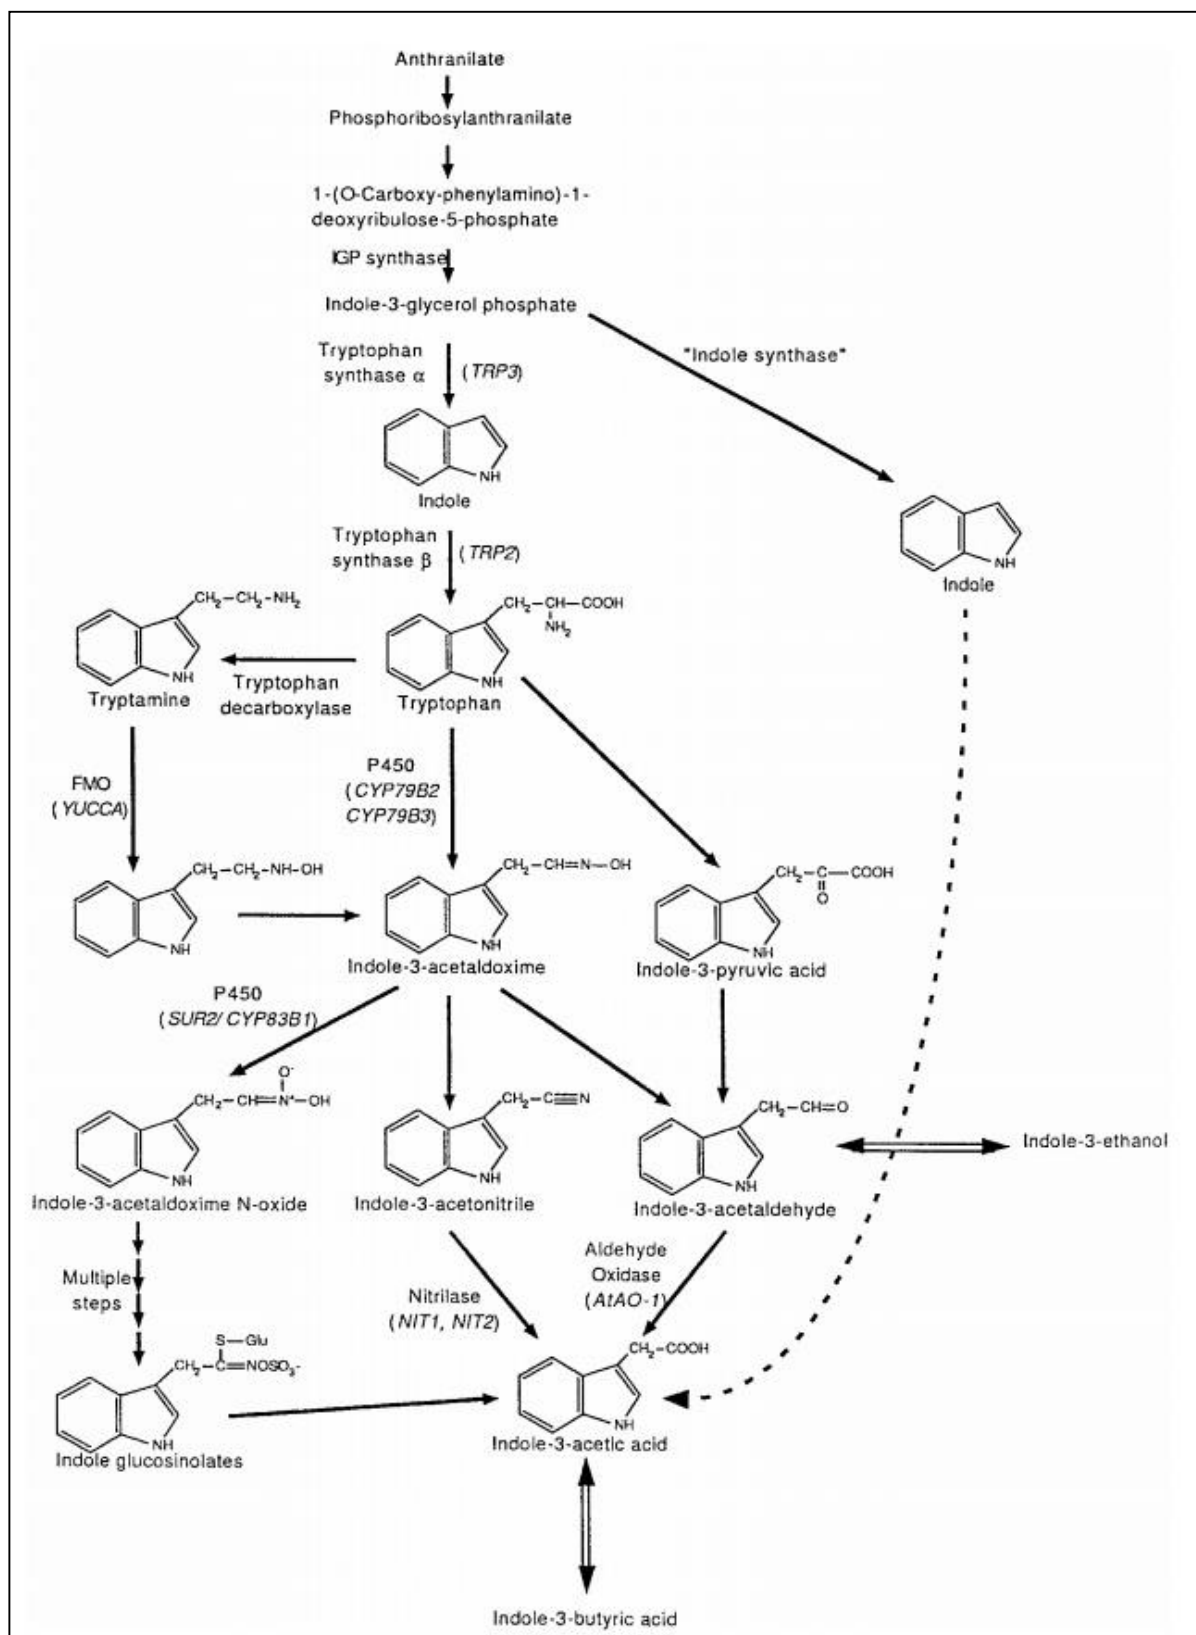 Anthranilate
Phosphoribosylanthranilate
1-(O-Carboxy-phenylamino)-1-
deoxyribulose-5-phosphate
IGP synthase
Indole-3-glycerol phosphate
Tryptophan
synthase α
(TRP3)
"Indole synthase"
NH
Indole
Tryptophan
synthase β
(TRP2)
NH
Indole
CH₂-CH₂-NH₂
NH
Tryptamine
Tryptophan
decarboxylase
CH₂-CH-COOH
NH₂
NH
Tryptophan
FMO
(YUCCA)
P450
(CYP79B2
CYP79B3)
CH₂-CH₂-NH-OH
NH
CH₂-CH=N-OH
NH
Indole-3-acetaldoxime
CH₂-C-COOH
O
NH
Indole-3-pyruvic acid
P450
(SUR2/CYP83B1)
O⁻
CH₂-CH=N⁺-OH
NH
Indole-3-acetaldoxime N-oxide
CH₂-C≡N
NH
Indole-3-acetonitrile
CH₂-CH=O
NH
Indole-3-acetaldehyde
Indole-3-ethanol
Multiple
steps
Nitrilase
(NIT1, NIT2)
Aldehyde
Oxidase
(AtAO-1)
S-Glu
CH₂-C=NOSO₃⁻
NH
Indole glucosinolates
CH₂-COOH
NH
Indole-3-acetic acid
Indole-3-butyric acid